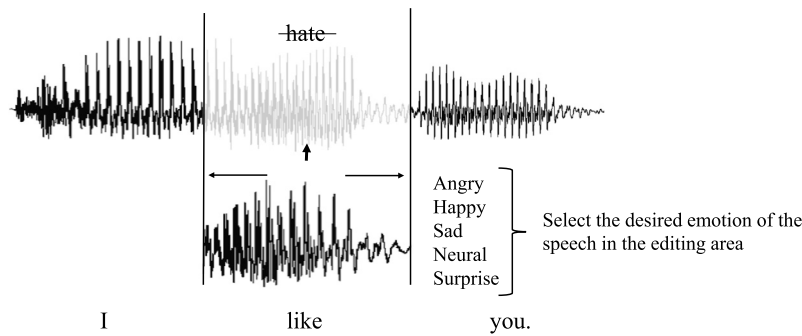 hate
Angry
Happy
Sad
Neural
Surprise
Select the desired emotion of the
speech in the editing area
I like you.